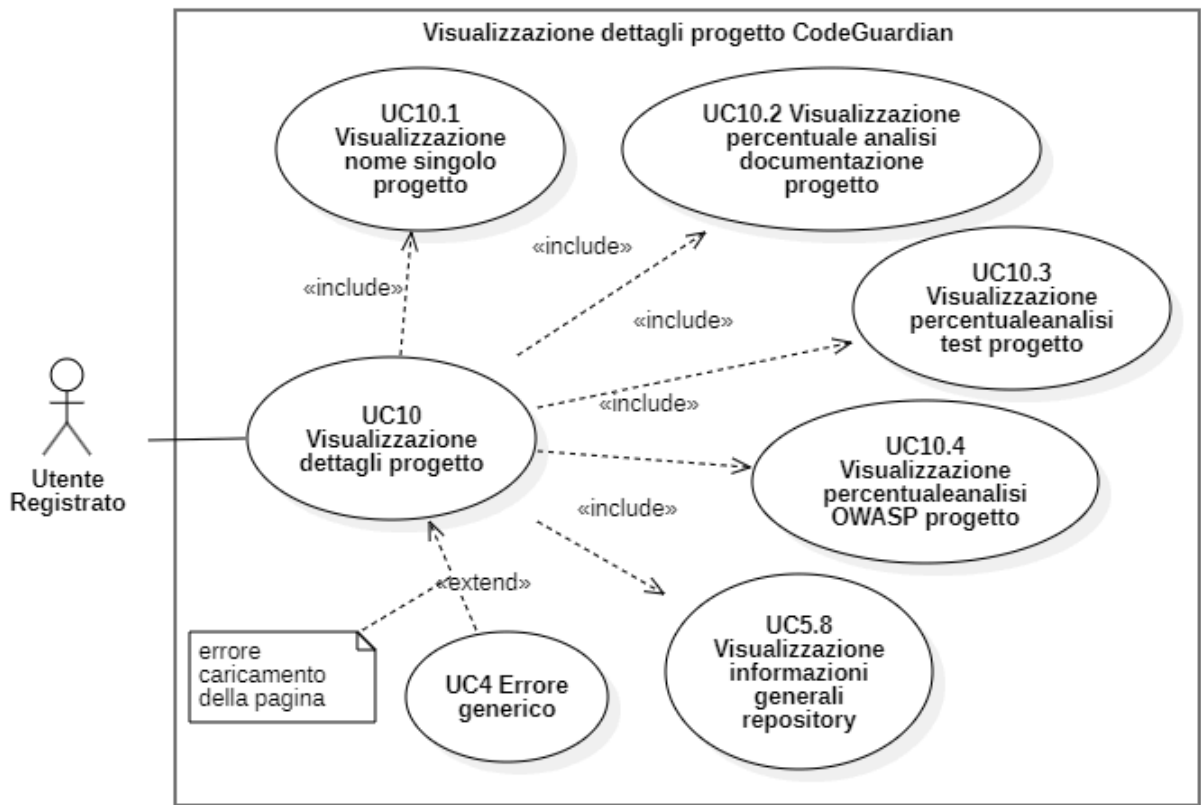 Visualizzazione dettagli progetto CodeGuardian
UC10.1
Visualizzazione
nome singolo
progetto
UC10.2 Visualizzazione
percentuale analisi
documentazione
progetto
«include»
«include»
UC10.3
Visualizzazione
percentualeanalisi
test progetto
«include»
«include»
UC10
Visualizzazione
dettagli progetto
Utente
Registrato
UC10.4
Visualizzazione
percentualeanalisi
OWASP progetto
«include»
«extend»
errore
caricamento
della pagina
UC4 Errore
generico
UC5.8
Visualizzazione
informazioni
generali
repository